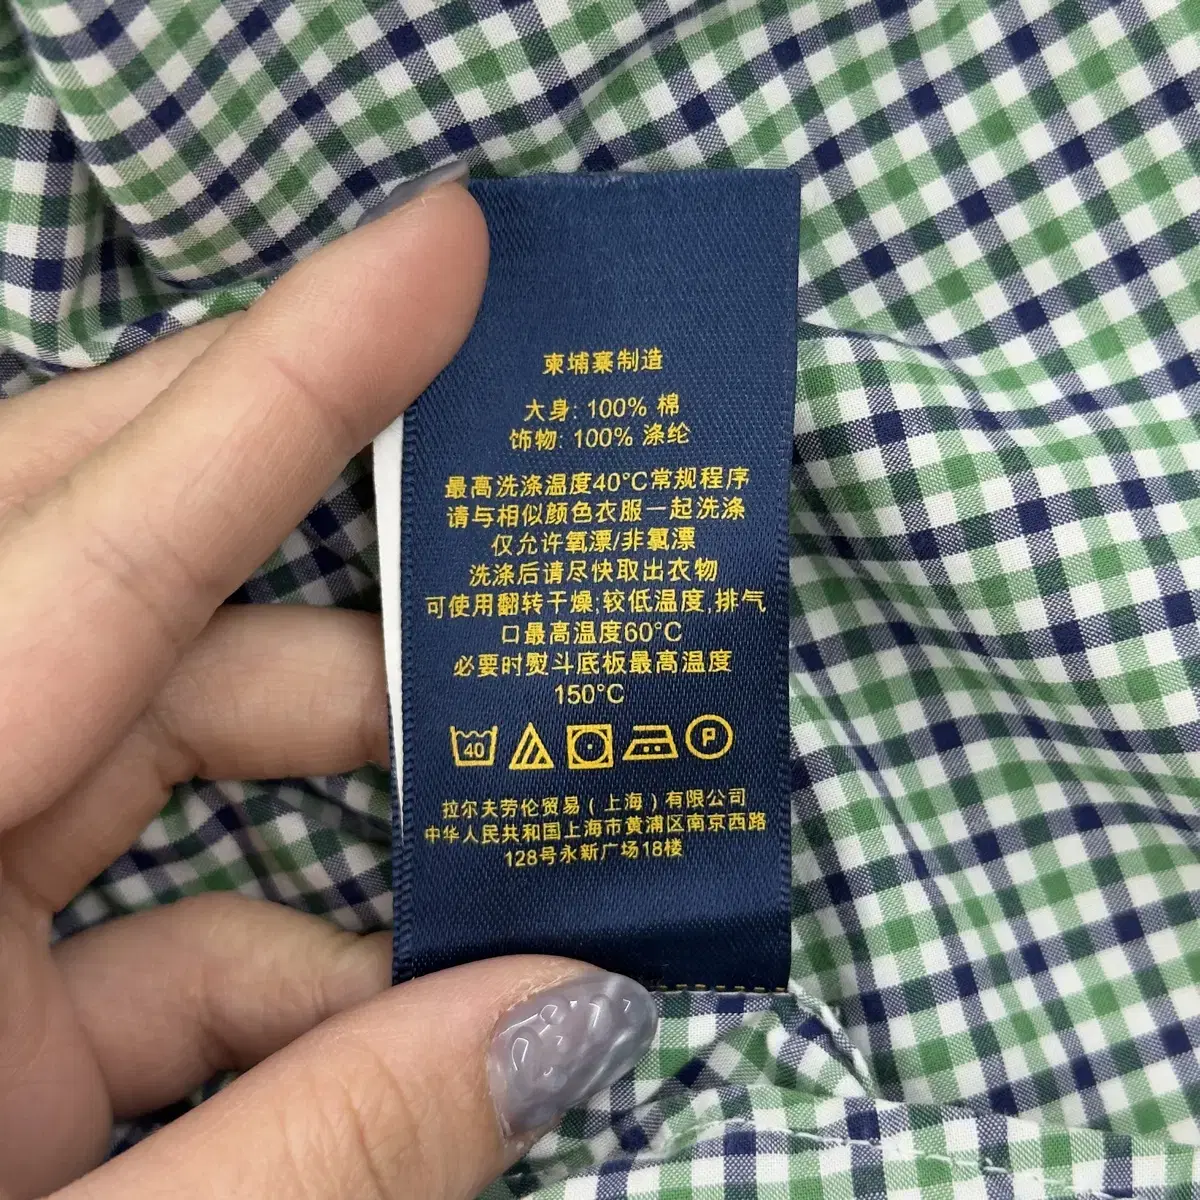 柬埔寨制造
大身: 100% 棉
饰物: 100% 涤纶
最高洗涤温度40°C常规程序
请与相似颜色衣服一起洗涤
仅允许氧漂/非氯漂
洗涤后请尽快取出衣物
可使用翻转干燥;较低温度,排气
口最高温度60°C
必要时熨斗底板最高温度
150°C
40
P
拉尔夫劳伦贸易(上海)有限公司
中华人民共和国上海市黄浦区南京西路
128号永新广场18楼